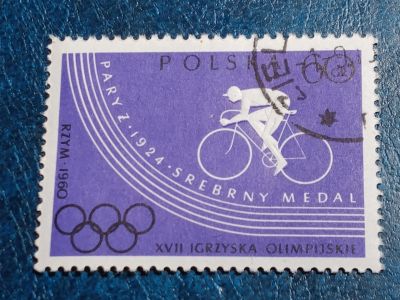 POLSKA
PARYŻ · 1924 · SREBRNY MEDAL
RZYM · 1960
XVII IGRZYSKA OLIMPIJSKIE